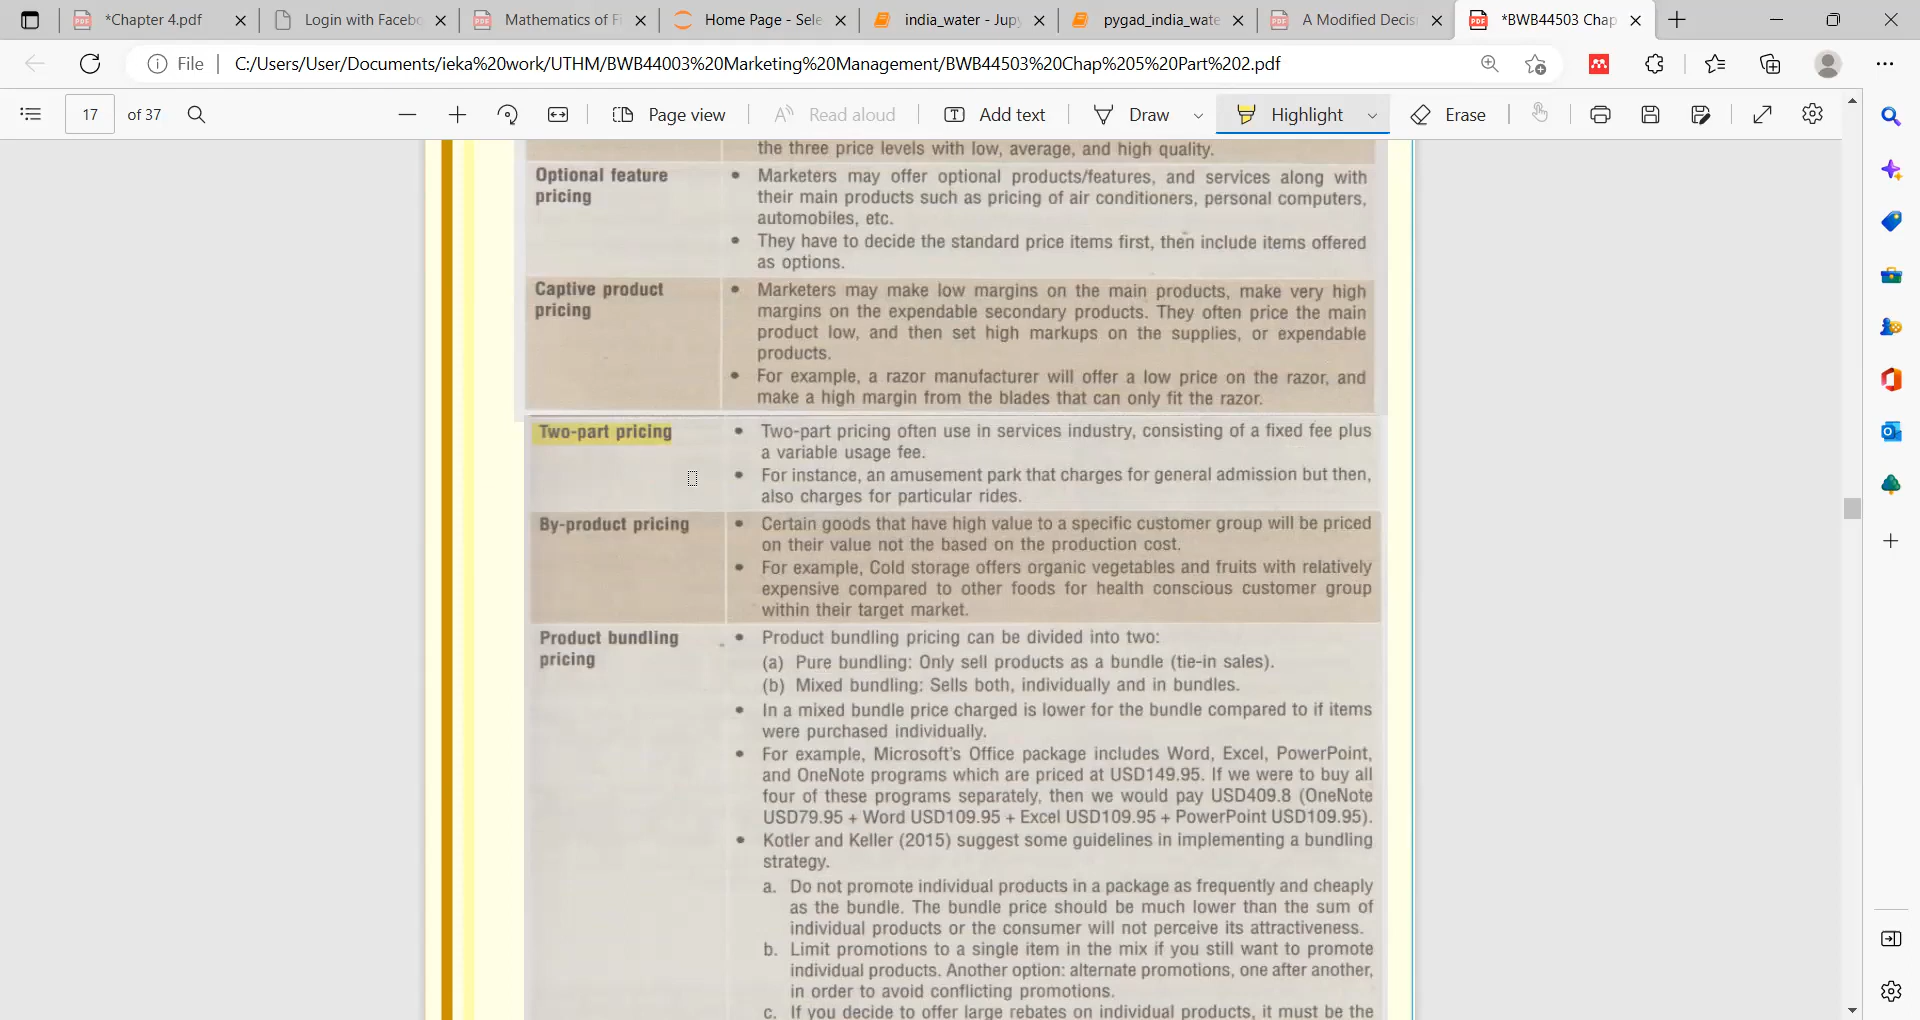 *Chapter 4.pdf
Login with Facebo
Mathematics of Fi
Home Page - Sele
india_water - Jupy
pygad_india_wate
A Modified Decis
*BWB44503 Chap
File
C:/Users/User/Documents/ieka%20work/UTHM/BWB44003%20Marketing%20Management/BWB44503%20Chap%205%20Part%202.pdf
17 of 37
Page view
Read aloud
Add text
Draw
Highlight
Erase
the three price levels with low, average, and high quality.
Optional feature
pricing
• Marketers may offer optional products/features, and services along with
their main products such as pricing of air conditioners, personal computers,
automobiles, etc.
• They have to decide the standard price items first, then include items offered
as options.
Captive product
pricing
• Marketers may make low margins on the main products, make very high
margins on the expendable secondary products. They often price the main
product low, and then set high markups on the supplies, or expendable
products.
• For example, a razor manufacturer will offer a low price on the razor, and
make a high margin from the blades that can only fit the razor.
Two-part pricing
• Two-part pricing often use in services industry, consisting of a fixed fee plus
a variable usage fee.
• For instance, an amusement park that charges for general admission but then,
also charges for particular rides.
By-product pricing
• Certain goods that have high value to a specific customer group will be priced
on their value not the based on the production cost.
• For example, Cold storage offers organic vegetables and fruits with relatively
expensive compared to other foods for health conscious customer group
within their target market.
Product bundling
pricing
• Product bundling pricing can be divided into two:
(a) Pure bundling: Only sell products as a bundle (tie-in sales).
(b) Mixed bundling: Sells both, individually and in bundles.
• In a mixed bundle price charged is lower for the bundle compared to if items
were purchased individually.
• For example, Microsoft's Office package includes Word, Excel, PowerPoint,
and OneNote programs which are priced at USD149.95. If we were to buy all
four of these programs separately, then we would pay USD409.8 (OneNote
USD79.95 + Word USD109.95 + Excel USD109.95 + PowerPoint USD109.95).
• Kotler and Keller (2015) suggest some guidelines in implementing a bundling
strategy.
a. Do not promote individual products in a package as frequently and cheaply
as the bundle. The bundle price should be much lower than the sum of
individual products or the consumer will not perceive its attractiveness.
b. Limit promotions to a single item in the mix if you still want to promote
individual products. Another option: alternate promotions, one after another,
in order to avoid conflicting promotions.
c. If you decide to offer large rebates on individual products, it must be the